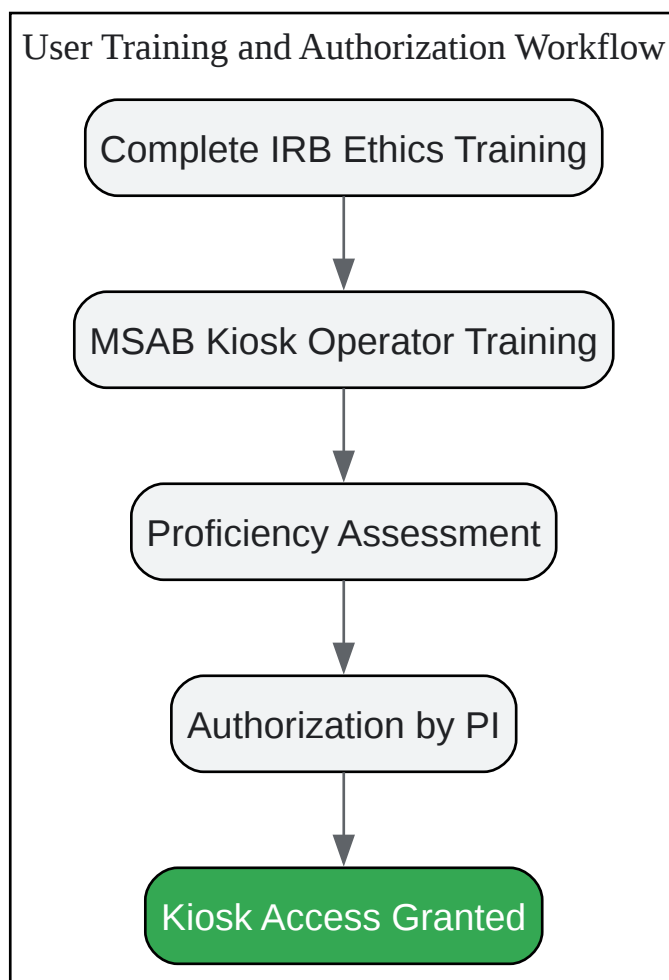 User Training and Authorization Workflow
Complete IRB Ethics Training
MSAB Kiosk Operator Training
Proficiency Assessment
Authorization by PI
Kiosk Access Granted